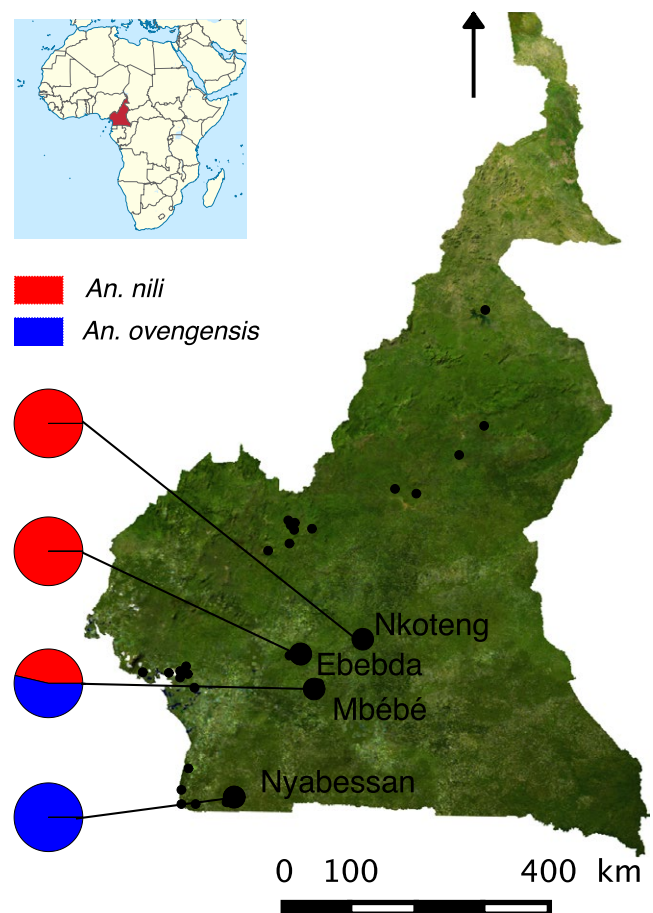 An. nili
An. ovengensis
Nkoteng
Ebebda
Mbébé
Nyabessan
0 100 400 km